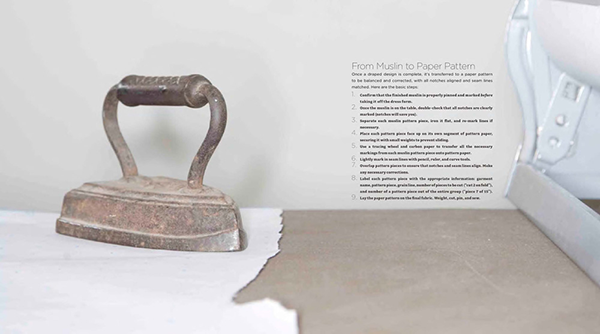 From Muslin to Paper Pattern
Once a draped design is complete, it's transferred to a paper pattern
to be balanced and corrected, with all notches aligned and seam lines
matched. Here are the basic steps:
1. Confirm that the finished muslin is properly pinned and marked before
taking it off the dress form.
2. Once the muslin is on the table, double-check that all notches are clearly
marked (notches will save you).
3. Separate each muslin pattern piece, iron it flat, and re-mark lines if
necessary.
4. Place each pattern piece face up on its own segment of pattern paper,
securing it with small weights to prevent sliding.
5. Use a tracing wheel and carbon paper to transfer all the necessary
markings from each muslin pattern piece onto pattern paper.
6. Lightly mark in seam lines with pencil, ruler, and curve tools.
7. Overlap pattern pieces to ensure that notches and seam lines align. Make
any necessary corrections.
8. Label each pattern piece with the appropriate information: garment
name, pattern piece, grain line, number of pieces to be cut ("cut 2 on fold"),
and number of a pattern piece out of the entire group ("piece 7 of 15").
9. Lay the paper pattern on the final fabric. Weight, cut, pin, and sew.